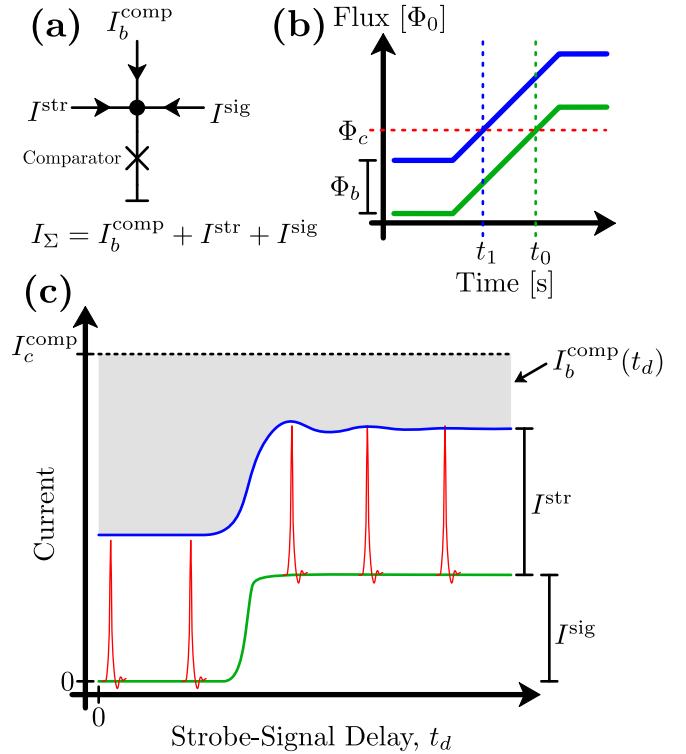 (a)
I_b^comp
I^str
I^sig
Comparator
I_Σ = I_b^comp + I^str + I^sig
(b)
Flux [Φ_0]
Φ_c
Φ_b
t_1
t_0
Time [s]
(c)
I_c^comp
I_b^comp(t_d)
Current
I^str
I^sig
0
0
Strobe-Signal Delay, t_d